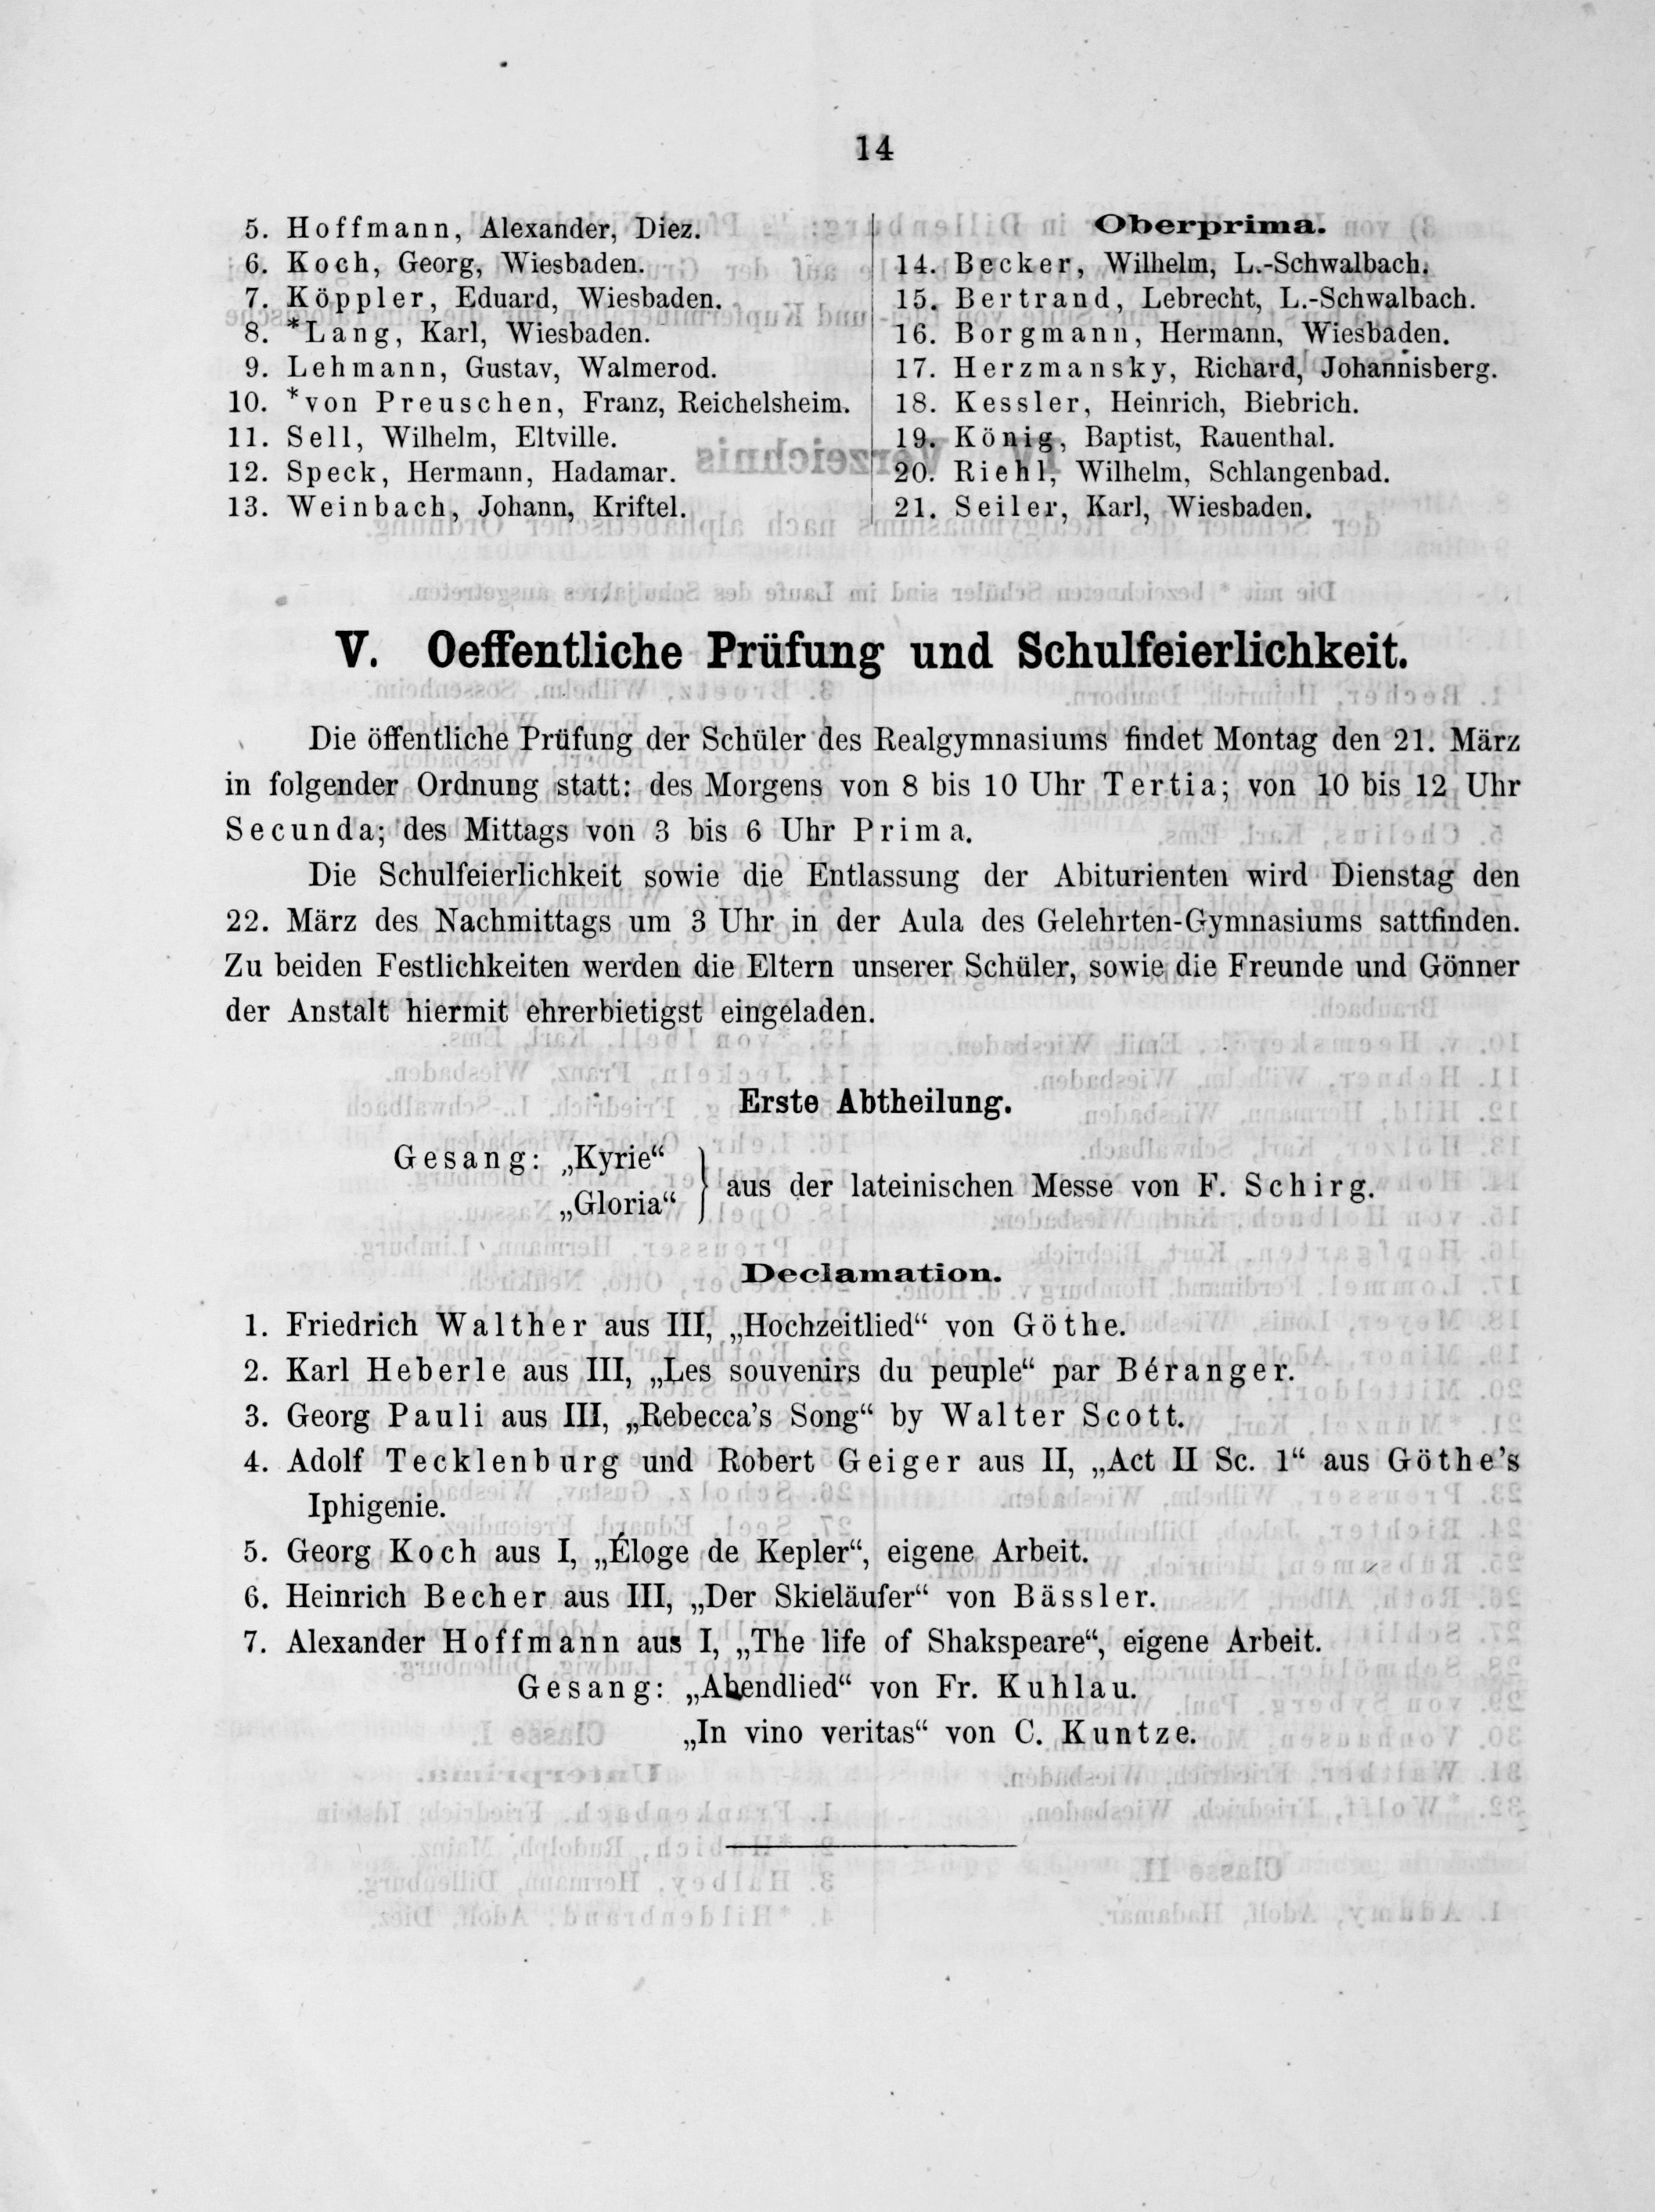 14
5. Hoffmann, Alexander, Diez.
6. Koch, Georg, Wiesbaden.
7. Köppler, Eduard, Wiesbaden.
8. *Lang, Karl, Wiesbaden.
9. Lehmann, Gustav, Walmerod.
10. *von Preuschen, Franz, Reichelsheim.
11. Sell, Wilhelm, Eltville.
12. Speck, Hermann, Hadamar.
13. Weinbach, Johann, Kriftel.
Oberprima.
14. Becker, Wilhelm, L.-Schwalbach.
15. Bertrand, Lebrecht, L.-Schwalbach.
16. Borgmann, Hermann, Wiesbaden.
17. Herzmansky, Richard, Johannisberg.
18. Kessler, Heinrich, Biebrich.
19. König, Baptist, Rauenthal.
20. Riehl, Wilhelm, Schlangenbad.
21. Seiler, Karl, Wiesbaden.
V. Oeffentliche Prüfung und Schulfeierlichkeit.
Die öffentliche Prüfung der Schüler des Realgymnasiums findet Montag den 21. März
in folgender Ordnung statt: des Morgens von 8 bis 10 Uhr Tertia; von 10 bis 12 Uhr
Secunda; des Mittags von 3 bis 6 Uhr Prima.
Die Schulfeierlichkeit sowie die Entlassung der Abiturienten wird Dienstag den
22. März des Nachmittags um 3 Uhr in der Aula des Gelehrten-Gymnasiums sattfinden.
Zu beiden Festlichkeiten werden die Eltern unserer Schüler, sowie die Freunde und Gönner
der Anstalt hiermit ehrerbietigst eingeladen.
Erste Abtheilung.
Gesang: „Kyrie“
„Gloria“ } aus der lateinischen Messe von F. Schirg.
Declamation.
1. Friedrich Walther aus III, „Hochzeitlied“ von Göthe.
2. Karl Heberle aus III, „Les souvenirs du peuple“ par Béranger.
3. Georg Pauli aus III, „Rebecca's Song“ by Walter Scott.
4. Adolf Tecklenburg und Robert Geiger aus II, „Act II Sc. 1“ aus Göthe's
Iphigenie.
5. Georg Koch aus I, „Éloge de Kepler“, eigene Arbeit.
6. Heinrich Becher aus III, „Der Skieläufer“ von Bässler.
7. Alexander Hoffmann aus I, „The life of Shakspeare“, eigene Arbeit.
Gesang: „Abendlied“ von Fr. Kuhlau.
„In vino veritas“ von C. Kuntze.